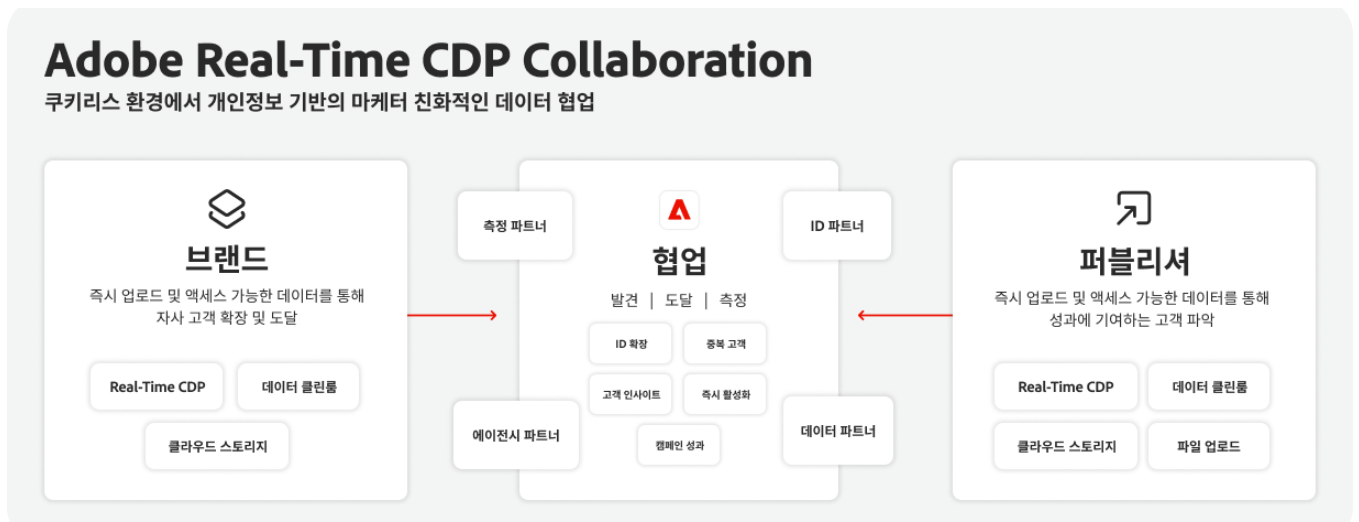 Adobe Real-Time CDP Collaboration
쿠키리스 환경에서 개인정보 기반의 마케터 친화적인 데이터 협업
브랜드
즉시 업로드 및 액세스 가능한 데이터를 통해
자사 고객 확장 및 도달
Real-Time CDP
데이터 클린룸
클라우드 스토리지
측정 파트너
에이전시 파트너
협업
발견 | 도달 | 측정
ID 확장
중복 고객
고객 인사이트
즉시 활성화
캠페인 성과
ID 파트너
데이터 파트너
퍼블리셔
즉시 업로드 및 액세스 가능한 데이터를 통해
성과에 기여하는 고객 파악
Real-Time CDP
데이터 클린룸
클라우드 스토리지
파일 업로드